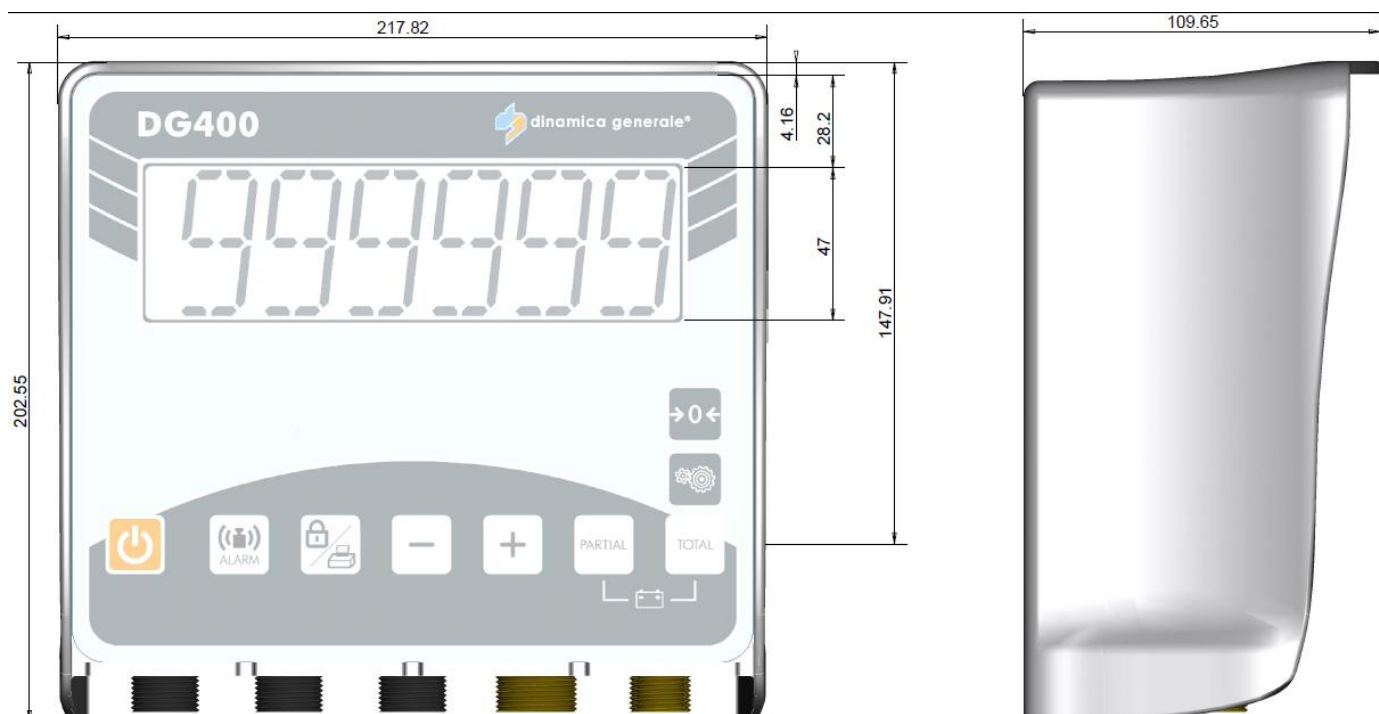 217.82
109.65
4.16
28.2
DG400
dinamica generale®
999999
47
147.91
202.55
→0←
ALARM
PARTIAL
TOTAL